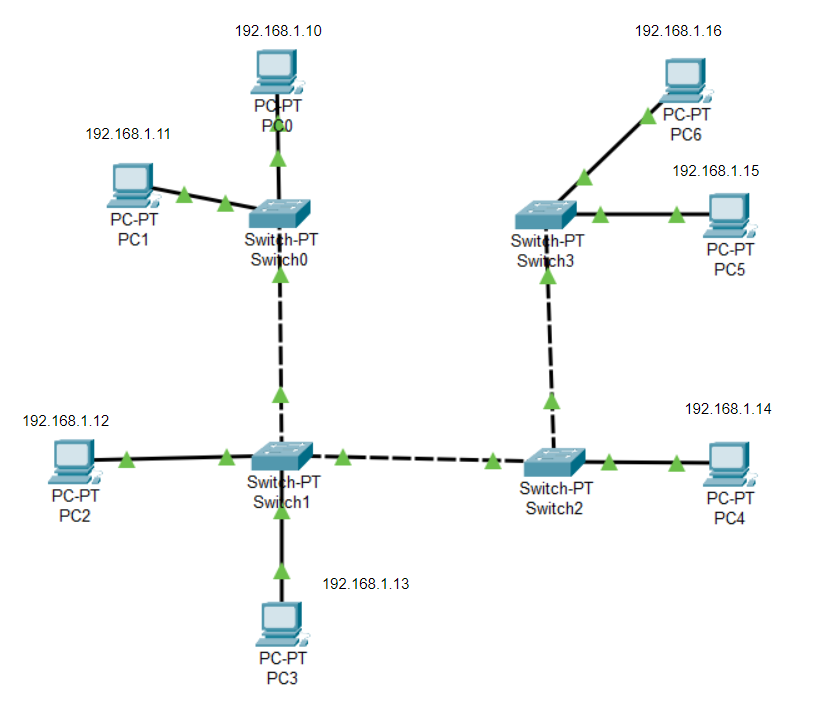 192.168.1.10
PC-PT
PC0
192.168.1.16
PC-PT
PC6
192.168.1.11
PC-PT
PC1
192.168.1.15
PC-PT
PC5
Switch-PT
Switch0
Switch-PT
Switch3
192.168.1.12
PC-PT
PC2
192.168.1.14
PC-PT
PC4
Switch-PT
Switch1
Switch-PT
Switch2
192.168.1.13
PC-PT
PC3